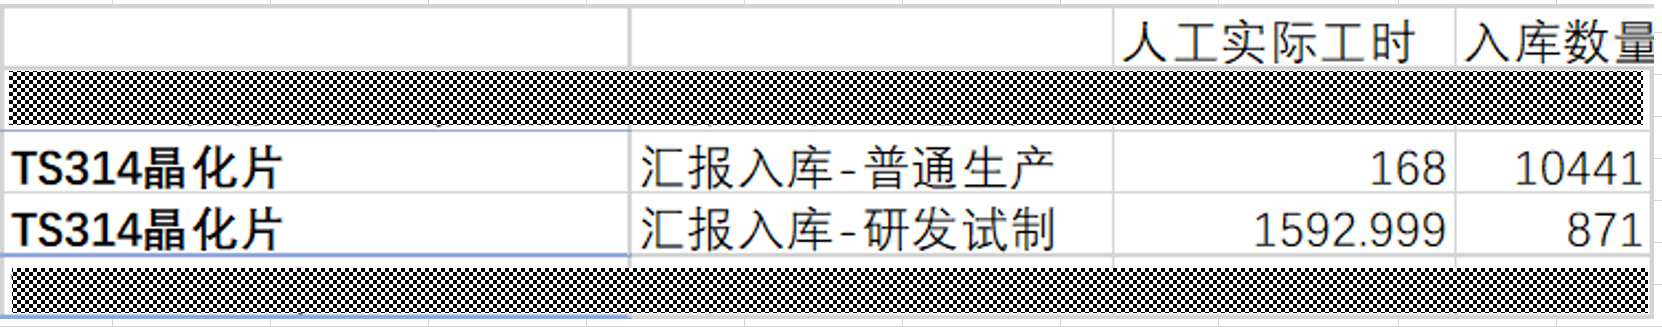 人工实际工时 入库数量
TS314晶化片 汇报入库-普通生产 168 10441
TS314晶化片 汇报入库-研发试制 1592.999 871